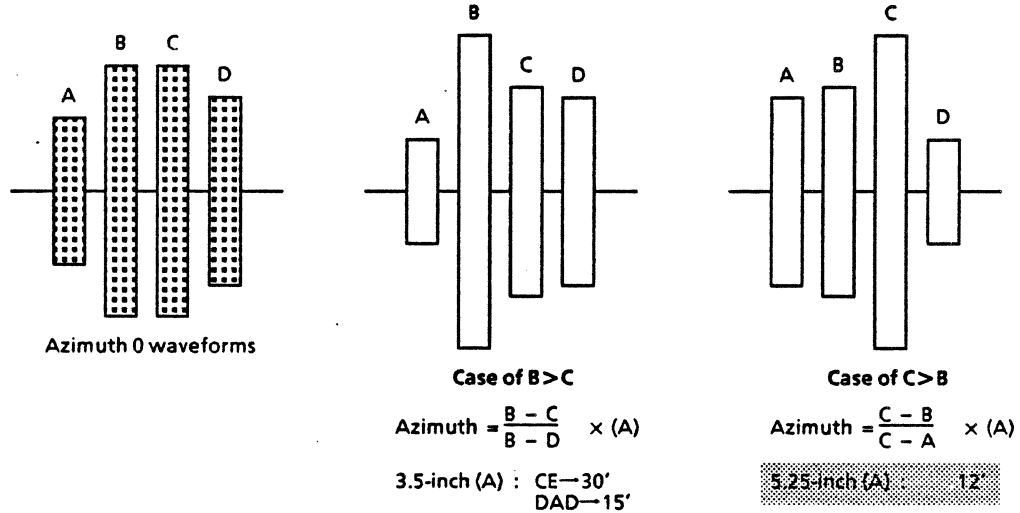 A B C D
A B C D
A B C D
Azimuth 0 waveforms
Case of B>C
Azimuth = B – C / B – D × (A)
3.5-inch (A) : CE—30′
DAD—15′
Case of C>B
Azimuth = C – B / C – A × (A)
5.25-inch (A) : 12′